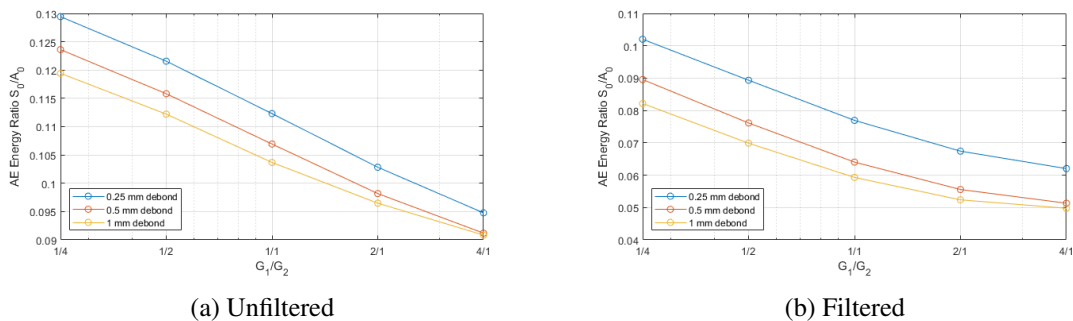 0.13
0.125
0.12
0.115
0.11
0.105
0.1
0.095
0.09
AE Energy Ratio S0/A0
0.25 mm debond
0.5 mm debond
1 mm debond
1/4 1/2 1/1 2/1 4/1
G1/G2
(a) Unfiltered
0.11
0.1
0.09
0.08
0.07
0.06
0.05
0.04
AE Energy Ratio S0/A0
0.25 mm debond
0.5 mm debond
1 mm debond
1/4 1/2 1/1 2/1 4/1
G1/G2
(b) Filtered